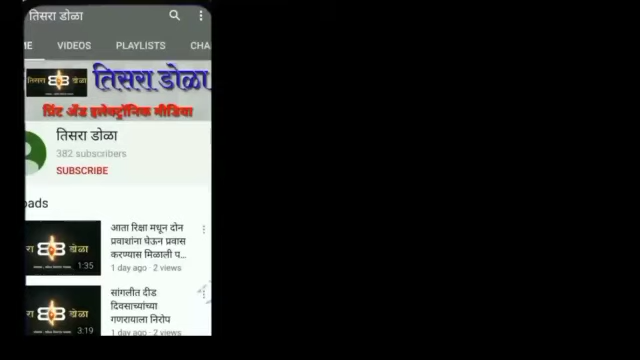 तिसरा डोळा
ME VIDEOS PLAYLISTS CHA
तिसरा डोळा तिसरा डोळा
प्रिंट ॲंड इलेक्ट्रॉनिक मीडिया
तिसरा डोळा
382 subscribers
SUBSCRIBE
oads
आता रिक्षा मधून दोन
प्रवाशांना घेऊन प्रवास
करण्यास मिळाली प...
1 day ago · 2 views
रा डोळा
1:35
सांगलीत दीड
दिवसाच्यांच्या
गणरायाला निरोप
1 day ago · 2 views
रा डोळा
3:19